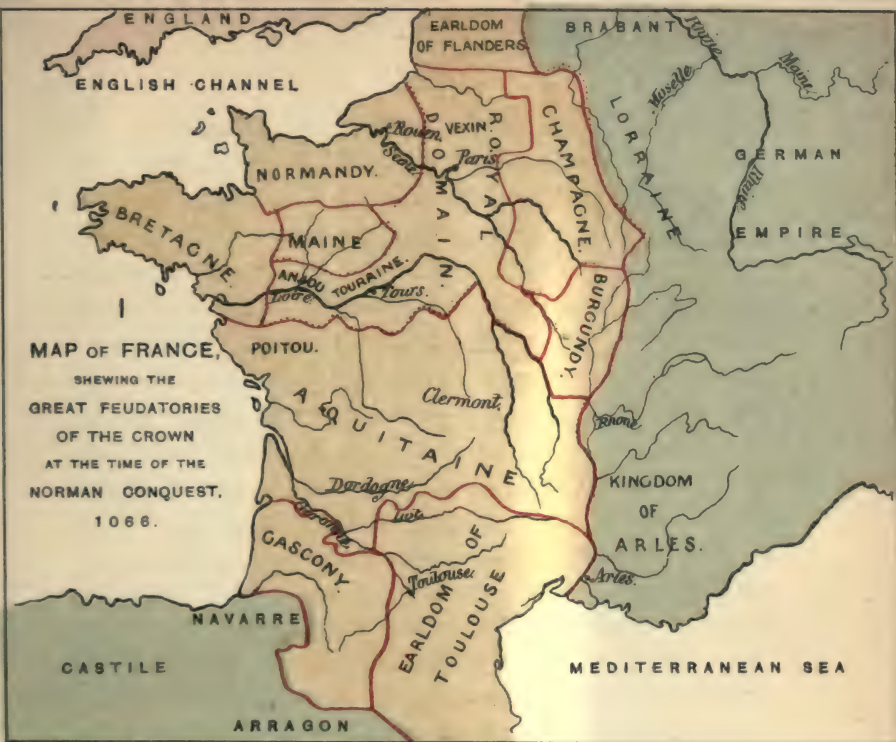 ENGLAND
EARLDOM
OF FLANDERS
BRABANT
Rhine
Maine
ENGLISH CHANNEL
Moselle
LORRAINE
Rouen
VEXIN
ROYAL
DOMAIN
CHAMPAGNE.
GERMAN
EMPIRE
Rhine
Paris
Seine
NORMANDY.
BRETAGNE.
MAINE
ANJOU TOURAINE.
Loire.
Tours.
BURGUNDY.
I
MAP OF FRANCE,
SHEWING THE
GREAT FEUDATORIES
OF THE CROWN
AT THE TIME OF THE
NORMAN CONQUEST.
1066.
POITOU.
AQUITAINE
Clermont.
Rhone
Dordogne
KINGDOM
OF
ARLES.
Garonne
Lot.
GASCONY.
Toulouse.
EARLDOM OF
TOULOUSE
Arles.
NAVARRE
CASTILE
ARRAGON
MEDITERRANEAN SEA